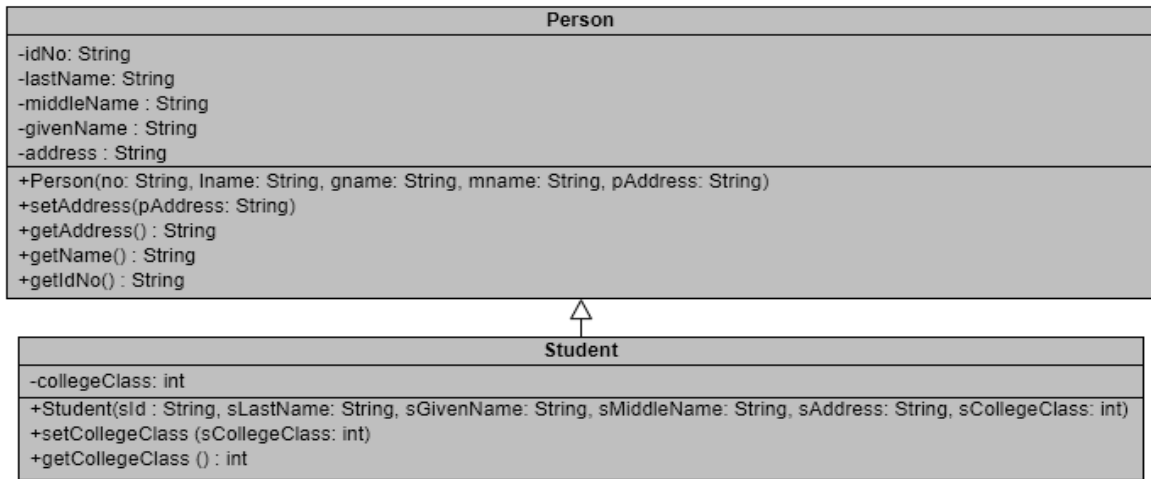 Person
-idNo: String
-lastName: String
-middleName : String
-givenName : String
-address : String
+Person(no: String, lname: String, gname: String, mname: String, pAddress: String)
+setAddress(pAddress: String)
+getAddress() : String
+getName() : String
+getIdNo() : String
Student
-collegeClass: int
+Student(sId : String, sLastName: String, sGivenName: String, sMiddleName: String, sAddress: String, sCollegeClass: int)
+setCollegeClass (sCollegeClass: int)
+getCollegeClass () : int